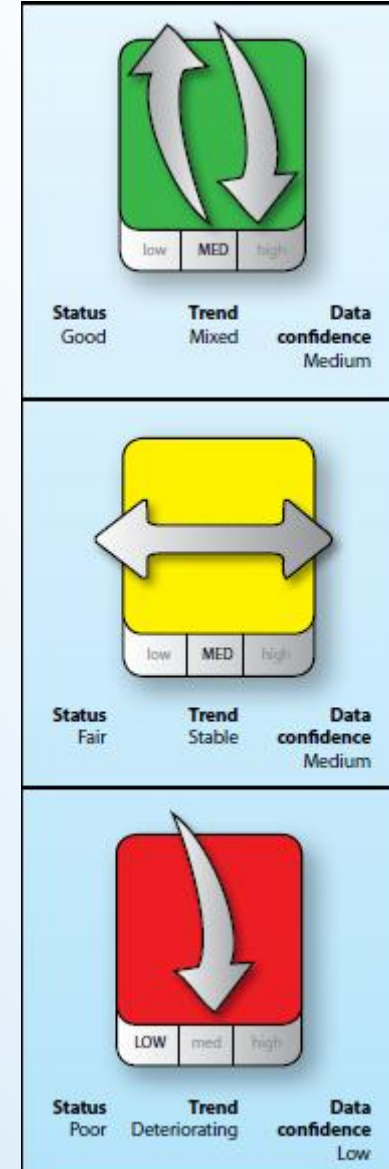 low MED high
Status Trend Data
Good Mixed confidence
Medium
low MED high
Status Trend Data
Fair Stable confidence
Medium
LOW med high
Status Trend Data
Poor Deteriorating confidence
Low